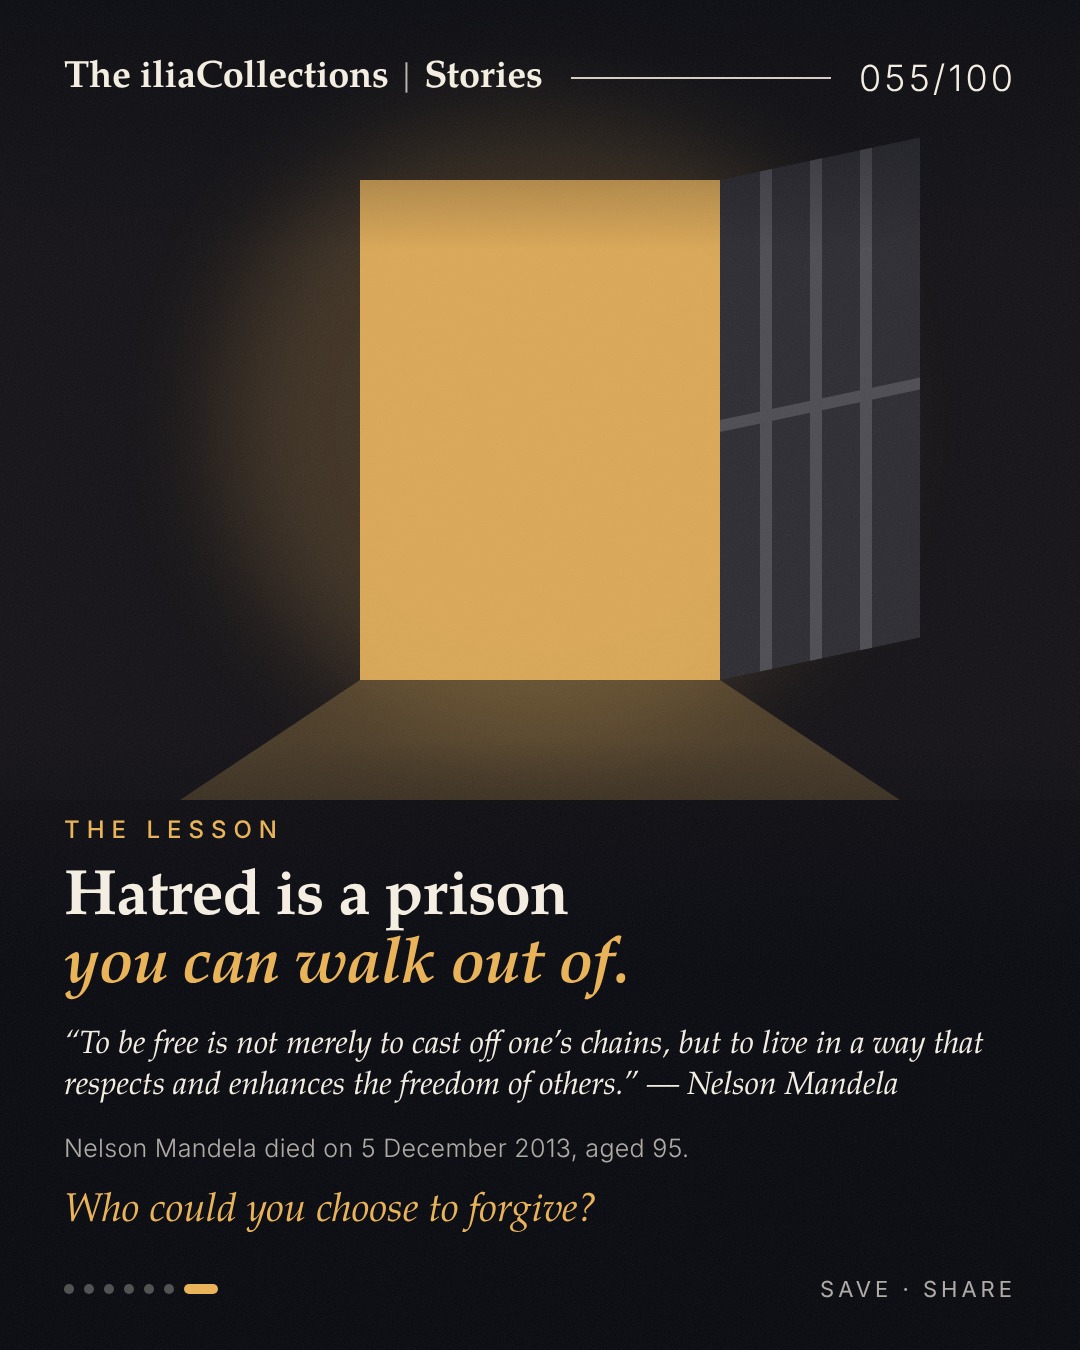 The iliaCollections | Stories 055/100
THE LESSON
Hatred is a prison
you can walk out of.
“To be free is not merely to cast off one’s chains, but to live in a way that
respects and enhances the freedom of others.” — Nelson Mandela
Nelson Mandela died on 5 December 2013, aged 95.
Who could you choose to forgive?
SAVE · SHARE